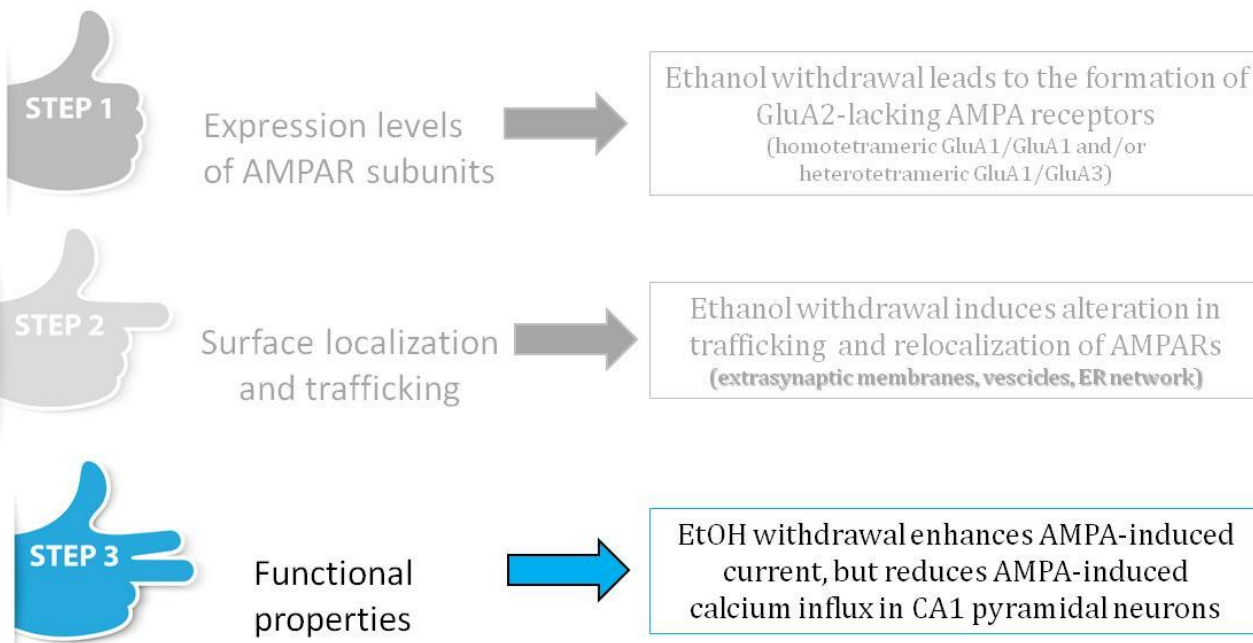 STEP 1
Expression levels
of AMPAR subunits
Ethanol withdrawal leads to the formation of
GluA2-lacking AMPA receptors
(homotetrameric GluA1/GluA1 and/or
heterotetrameric GluA1/GluA3)
STEP 2
Surface localization
and trafficking
Ethanol withdrawal induces alteration in
trafficking and relocalization of AMPARs
(extrasynaptic membranes, vescicles, ER network)
STEP 3
Functional
properties
EtOH withdrawal enhances AMPA-induced
current, but reduces AMPA-induced
calcium influx in CA1 pyramidal neurons